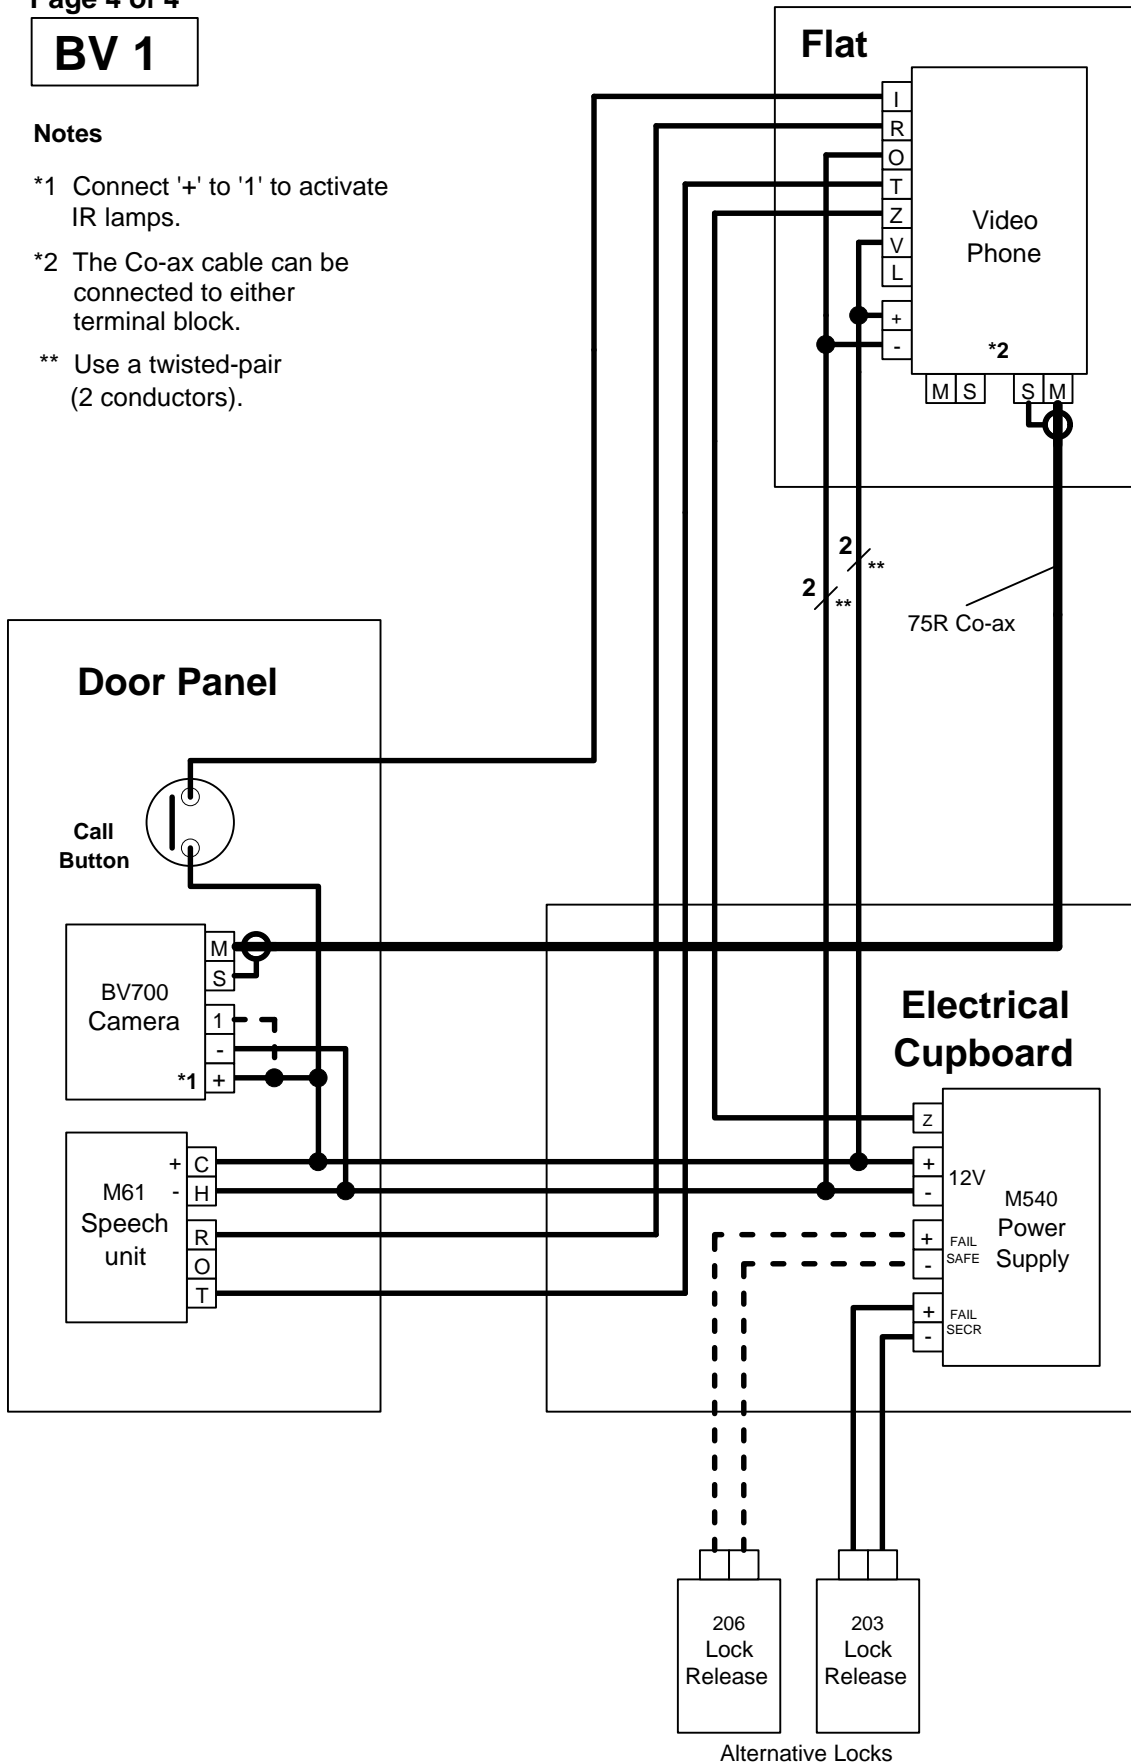 Page 4 of 4
BV 1
Notes
*1 Connect '+' to '1' to activate
IR lamps.
*2 The Co-ax cable can be
connected to either
terminal block.
** Use a twisted-pair
(2 conductors).
Flat
I
R
O
T
Z
V
L
+
-
Video
Phone
*2
M S
S M
2
**
2
**
75R Co-ax
Door Panel
Call
Button
BV700
Camera
*1
M
S
1
-
+
M61
Speech
unit
+ C
- H
R
O
T
Electrical
Cupboard
Z
+
-
12V
+
-
FAIL
SAFE
+
-
FAIL
SECR
M540
Power
Supply
206
Lock
Release
203
Lock
Release
Alternative Locks